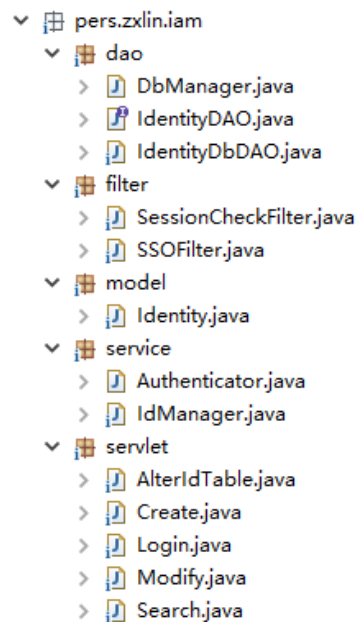 pers.zxlin.iam
dao
DbManager.java
IdentityDAO.java
IdentityDbDAO.java
filter
SessionCheckFilter.java
SSOFilter.java
model
Identity.java
service
Authenticator.java
IdManager.java
servlet
AlterIdTable.java
Create.java
Login.java
Modify.java
Search.java